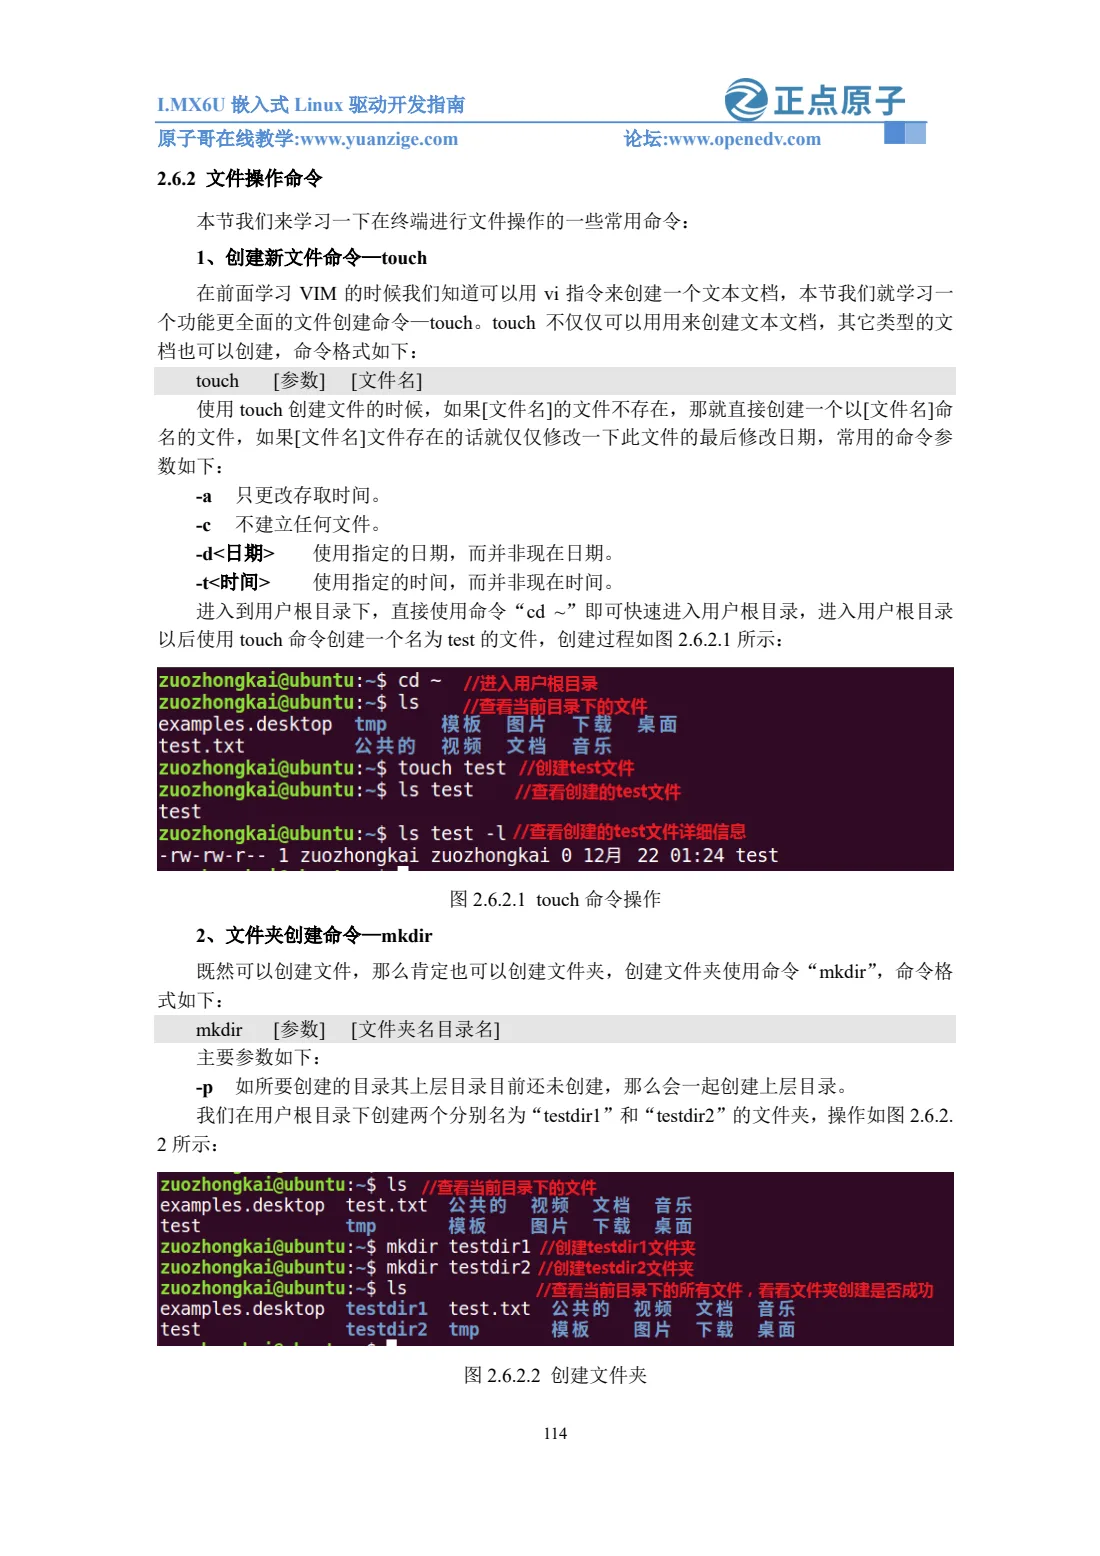 I.MX6U 嵌入式 Linux 驱动开发指南
正点原子
原子哥在线教学:www.yuanzige.com 论坛:www.openedv.com
2.6.2 文件操作命令
本节我们来学习一下在终端进行文件操作的一些常用命令：
1、创建新文件命令—touch
在前面学习 VIM 的时候我们知道可以用 vi 指令来创建一个文本文档，本节我们就学习一
个功能更全面的文件创建命令—touch。touch 不仅仅可以用用来创建文本文档，其它类型的文
档也可以创建，命令格式如下：
touch [参数] [文件名]
使用 touch 创建文件的时候，如果[文件名]的文件不存在，那就直接创建一个以[文件名]命
名的文件，如果[文件名]文件存在的话就仅仅修改一下此文件的最后修改日期，常用的命令参
数如下：
-a 只更改存取时间。
-c 不建立任何文件。
-d<日期> 使用指定的日期，而并非现在日期。
-t<时间> 使用指定的时间，而并非现在时间。
进入到用户根目录下，直接使用命令“cd ~”即可快速进入用户根目录，进入用户根目录
以后使用 touch 命令创建一个名为 test 的文件，创建过程如图 2.6.2.1 所示：
zuozhongkai@ubuntu:~$ cd ~ //进入用户根目录
zuozhongkai@ubuntu:~$ ls //查看当前目录下的文件
examples.desktop tmp 模板 图片 下载 桌面
test.txt 公共的 视频 文档 音乐
zuozhongkai@ubuntu:~$ touch test //创建test文件
zuozhongkai@ubuntu:~$ ls test //查看创建的test文件
test
zuozhongkai@ubuntu:~$ ls test -l //查看创建的test文件详细信息
-rw-rw-r-- 1 zuozhongkai zuozhongkai 0 12月 22 01:24 test
图 2.6.2.1 touch 命令操作
2、文件夹创建命令—mkdir
既然可以创建文件，那么肯定也可以创建文件夹，创建文件夹使用命令“mkdir”，命令格
式如下：
mkdir [参数] [文件夹名目录名]
主要参数如下：
-p 如所要创建的目录其上层目录目前还未创建，那么会一起创建上层目录。
我们在用户根目录下创建两个分别名为“testdir1”和“testdir2”的文件夹，操作如图 2.6.2.
2 所示：
zuozhongkai@ubuntu:~$ ls //查看当前目录下的文件
examples.desktop test.txt 公共的 视频 文档 音乐
test tmp 模板 图片 下载 桌面
zuozhongkai@ubuntu:~$ mkdir testdir1 //创建testdir1文件夹
zuozhongkai@ubuntu:~$ mkdir testdir2 //创建testdir2文件夹
zuozhongkai@ubuntu:~$ ls //查看当前目录下的所有文件，看看文件夹创建是否成功
examples.desktop testdir1 test.txt 公共的 视频 文档 音乐
test testdir2 tmp 模板 图片 下载 桌面
图 2.6.2.2 创建文件夹
114